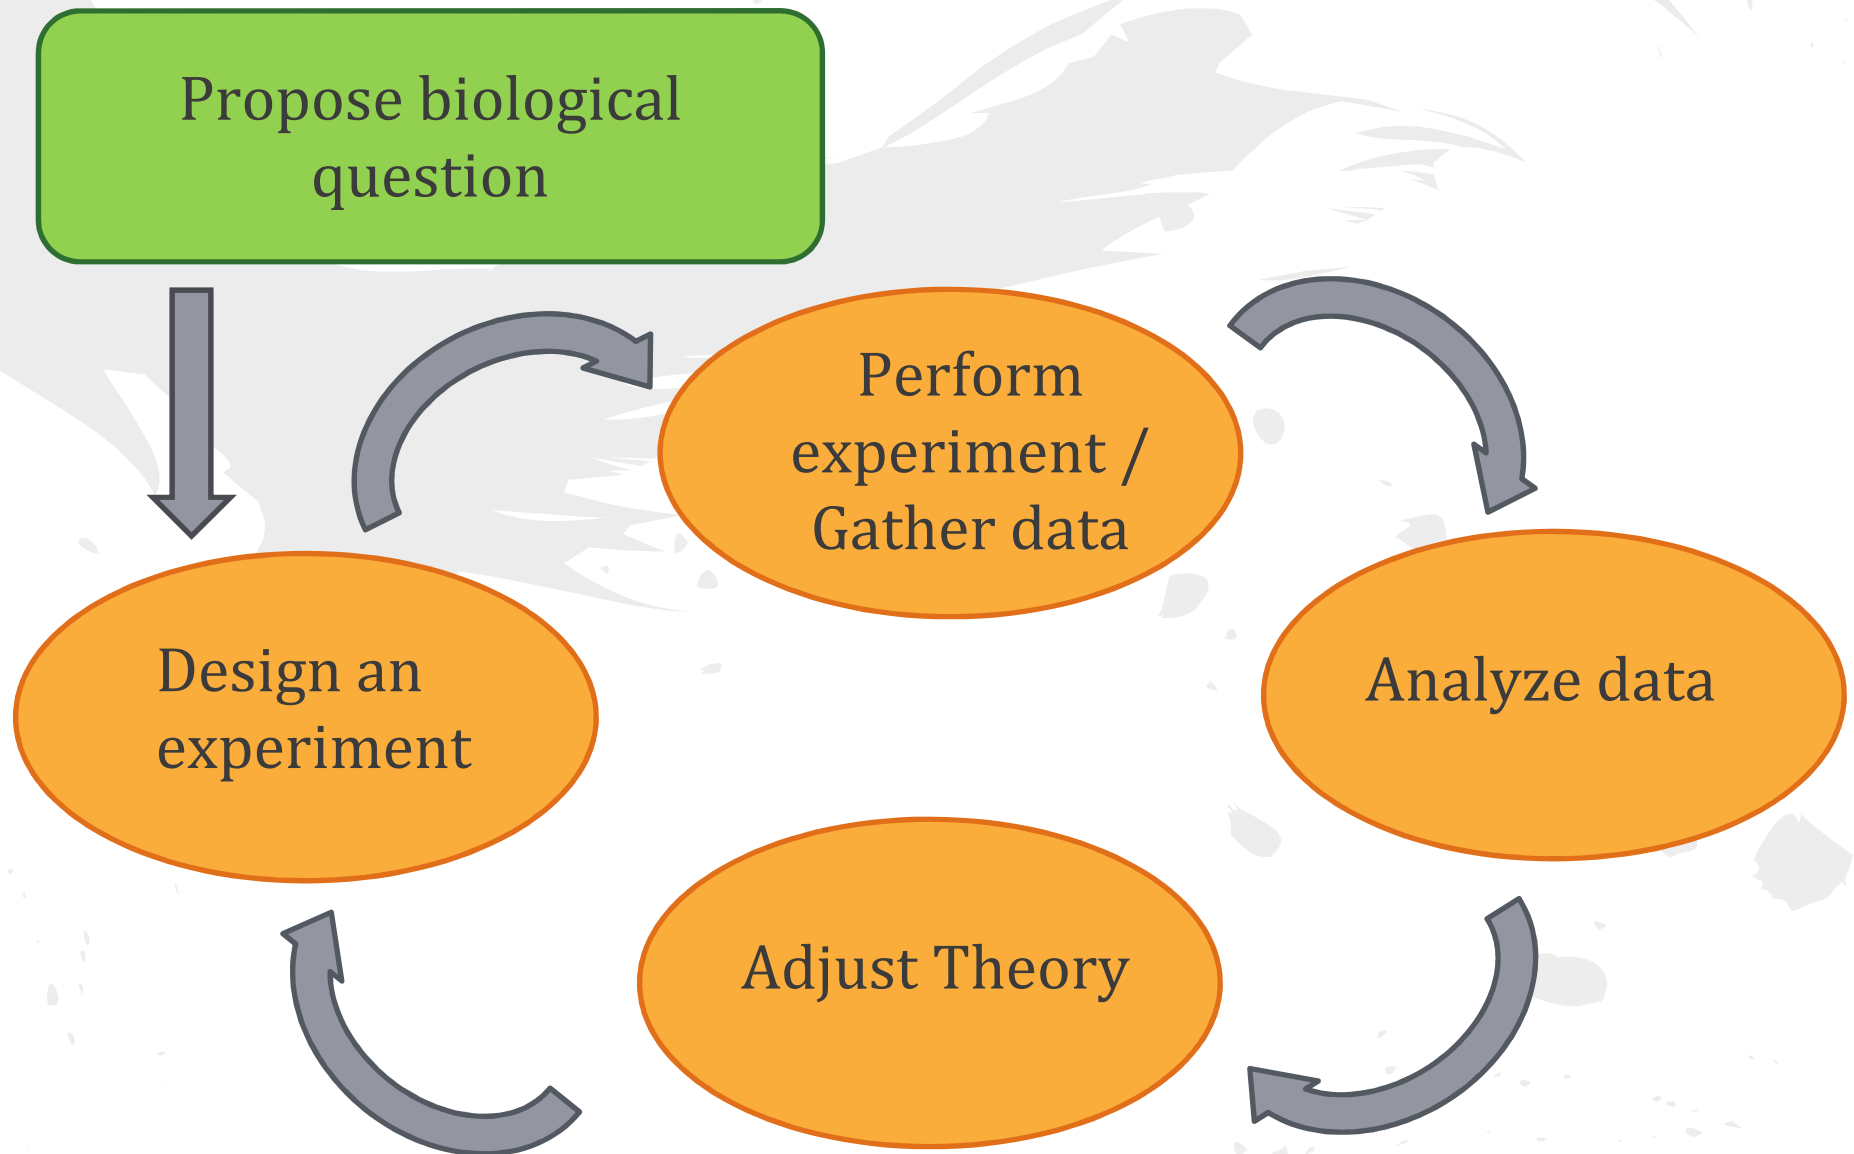 Propose biological
question
Perform
experiment /
Gather data
Design an
experiment
Analyze data
Adjust Theory